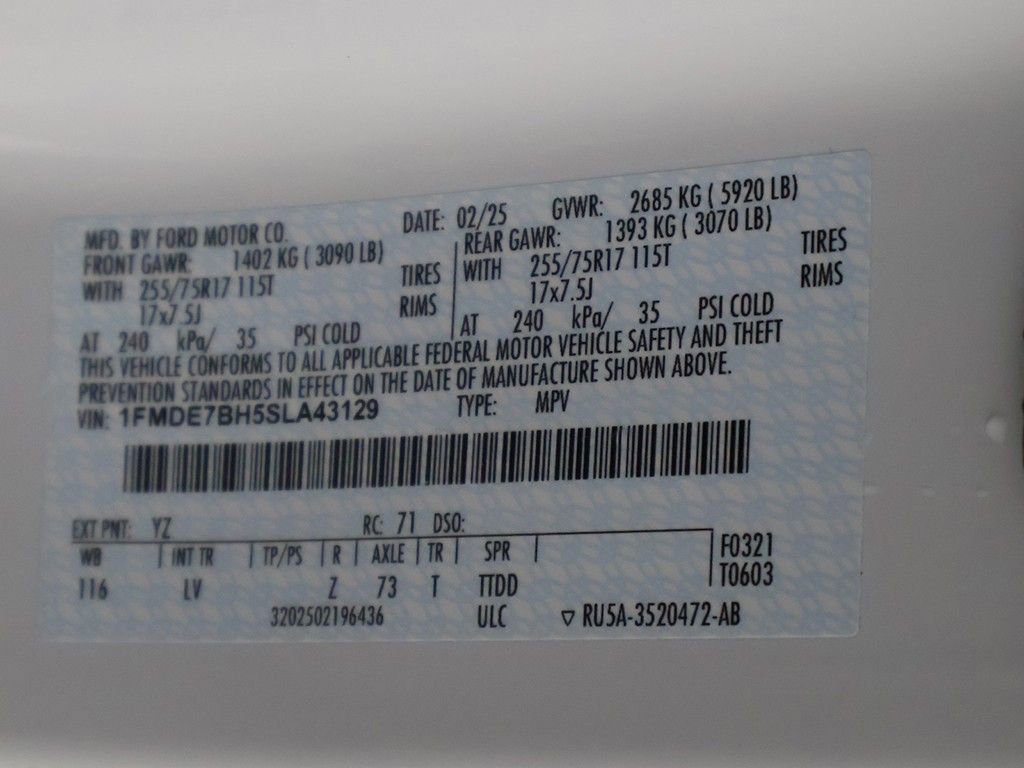 MFD. BY FORD MOTOR CO. DATE: 02/25 GVWR: 2685 KG ( 5920 LB)
FRONT GAWR: 1402 KG ( 3090 LB) REAR GAWR: 1393 KG ( 3070 LB)
WITH 255/75R17 115T TIRES WITH 255/75R17 115T TIRES
17x7.5J RIMS 17x7.5J RIMS
AT 240 kPa/ 35 PSI COLD AT 240 kPa/ 35 PSI COLD
THIS VEHICLE CONFORMS TO ALL APPLICABLE FEDERAL MOTOR VEHICLE SAFETY AND THEFT
PREVENTION STANDARDS IN EFFECT ON THE DATE OF MANUFACTURE SHOWN ABOVE.
VIN: 1FMDE7BH5SLA43129 TYPE: MPV
EXT PNT: YZ RC: 71 DSO:
WB INT TR TP/PS R AXLE TR SPR F0321
116 LV Z 73 T TTDD T0603
3202502196436 ULC ▽ RU5A-3520472-AB